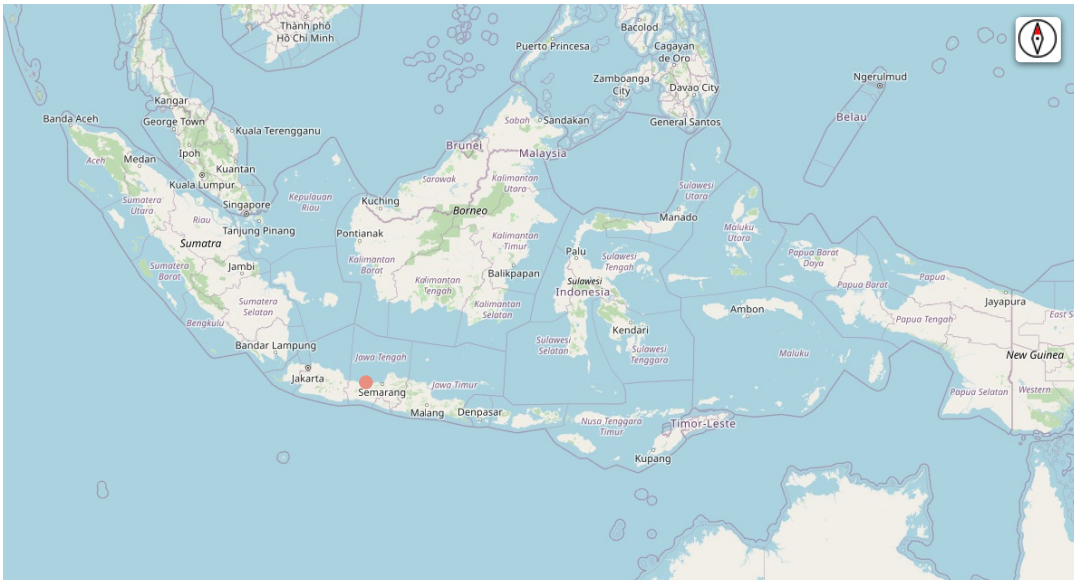 Thành phố
Hồ Chí Minh
Bacolod
Puerto Princesa
Cagayan
de Oro
Zamboanga
City
Davao City
Ngerulmud
Kangar
Banda Aceh
George Town
Kuala Terengganu
Sabah
Sandakan
General Santos
Belau
Brunei
Malaysia
Ipoh
Aceh
Medan
Kuantan
Kuala Lumpur
Sarawak
Kalimantan
Utara
Sulawesi
Utara
Sumatera
Utara
Kepulauan
Riau
Kuching
Singapore
Borneo
Manado
Riau
Tanjung Pinang
Pontianak
Maluku
Utara
Sumatra
Kalimantan
Timur
Palu
Papua Barat
Daya
Sumatera
Barat
Jambi
Kalimantan
Barat
Balikpapan
Sulawesi
Tengah
Sulawesi
Indonesia
Papua
Papua Barat
Kalimantan
Tengah
Sumatera
Selatan
Kalimantan
Selatan
Ambon
Jayapura
Bengkulu
Kendari
Papua Tengah
East S
Bandar Lampung
Sulawesi
Selatan
Sulawesi
Tenggara
Maluku
New Guinea
Jawa Tengah
Jakarta
Semarang
Jawa Timur
Papua Selatan
Western
Malang
Denpasar
Nusa Tenggara
Timur
Timor-Leste
Kupang